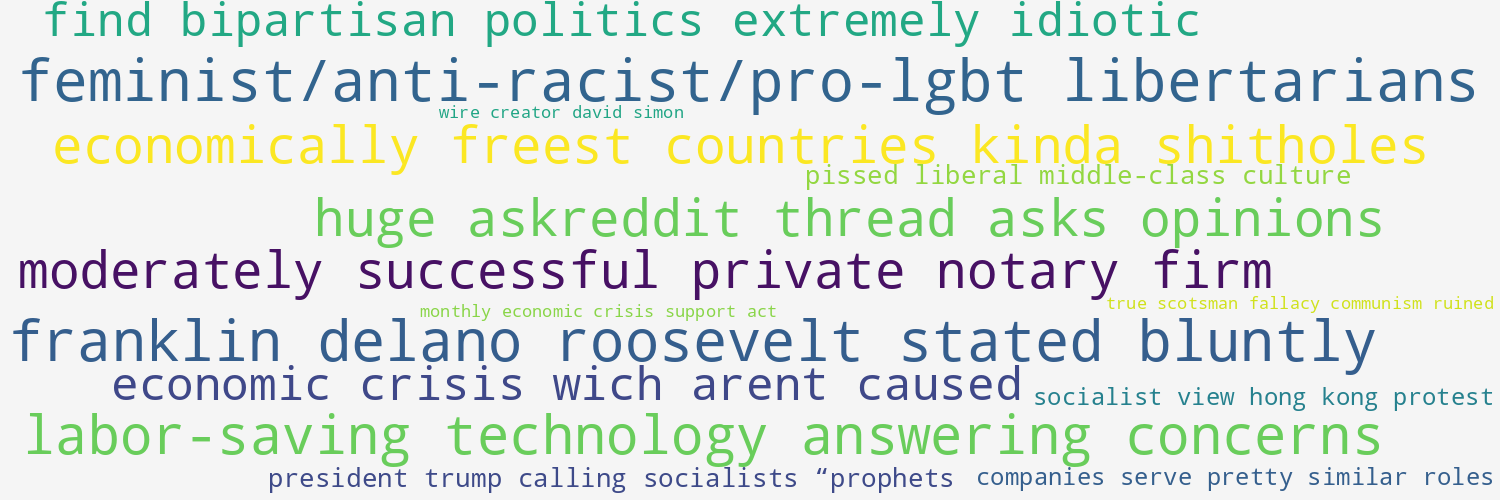 find bipartisan politics extremely idiotic
feminist/anti-racist/pro-lgbt libertarians
wire creator david simon
economically freest countries kinda shitholes
pissed liberal middle-class culture
huge askreddit thread asks opinions
moderately successful private notary firm
true scotsman fallacy communism ruined
monthly economic crisis support act
franklin delano roosevelt stated bluntly
economic crisis wich arent caused
socialist view hong kong protest
labor-saving technology answering concerns
president trump calling socialists “prophets
companies serve pretty similar roles